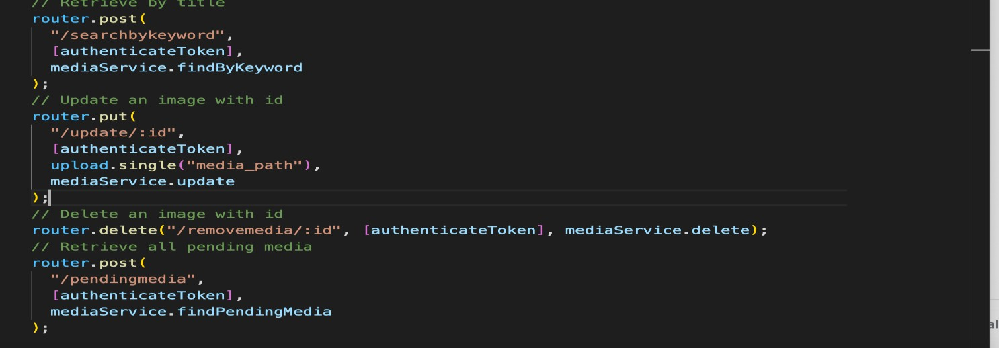 // Retrieve by title
router.post(
  "/searchbykeyword",
  [authenticateToken],
  mediaService.findByKeyword
);
// Update an image with id
router.put(
  "/update/:id",
  [authenticateToken],
  upload.single("media_path"),
  mediaService.update
);
// Delete an image with id
router.delete("/removemedia/:id", [authenticateToken], mediaService.delete);
// Retrieve all pending media
router.post(
  "/pendingmedia",
  [authenticateToken],
  mediaService.findPendingMedia
);